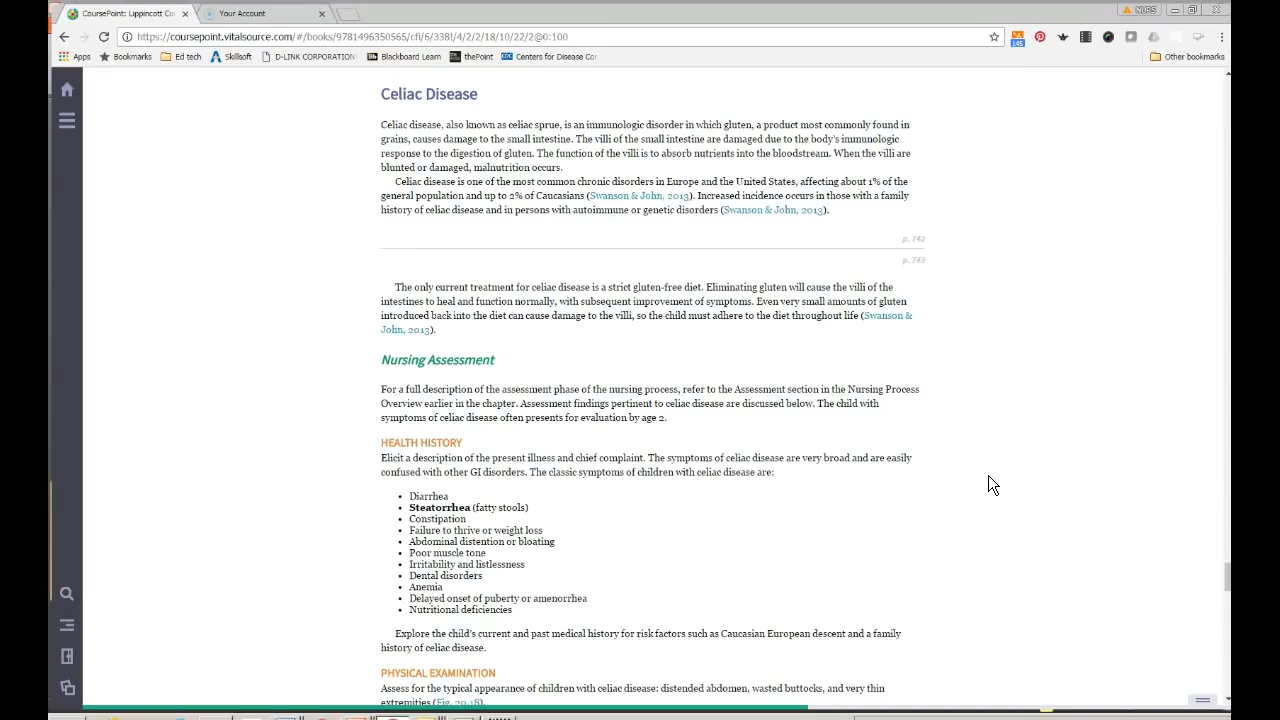 CoursePoint: Lippincott Co
Your Account
NURS
https://coursepoint.vitalsource.com/#/books/9781496350565/cfi/6/338!/4/2/2/18/10/22/2@0:100
145
Apps Bookmarks Ed tech Skillsoft D-LINK CORPORATION Blackboard Learn thePoint Centers for Disease Co Other bookmarks
Celiac Disease
Celiac disease, also known as celiac sprue, is an immunologic disorder in which gluten, a product most commonly found in
grains, causes damage to the small intestine. The villi of the small intestine are damaged due to the body's immunologic
response to the digestion of gluten. The function of the villi is to absorb nutrients into the bloodstream. When the villi are
blunted or damaged, malnutrition occurs.
Celiac disease is one of the most common chronic disorders in Europe and the United States, affecting about 1% of the
general population and up to 2% of Caucasians (Swanson & John, 2013). Increased incidence occurs in those with a family
history of celiac disease and in persons with autoimmune or genetic disorders (Swanson & John, 2013).
p. 742
p. 743
The only current treatment for celiac disease is a strict gluten-free diet. Eliminating gluten will cause the villi of the
intestines to heal and function normally, with subsequent improvement of symptoms. Even very small amounts of gluten
introduced back into the diet can cause damage to the villi, so the child must adhere to the diet throughout life (Swanson &
John, 2013).
Nursing Assessment
For a full description of the assessment phase of the nursing process, refer to the Assessment section in the Nursing Process
Overview earlier in the chapter. Assessment findings pertinent to celiac disease are discussed below. The child with
symptoms of celiac disease often presents for evaluation by age 2.
HEALTH HISTORY
Elicit a description of the present illness and chief complaint. The symptoms of celiac disease are very broad and are easily
confused with other GI disorders. The classic symptoms of children with celiac disease are:
• Diarrhea
• Steatorrhea (fatty stools)
• Constipation
• Failure to thrive or weight loss
• Abdominal distention or bloating
• Poor muscle tone
• Irritability and listlessness
• Dental disorders
• Anemia
• Delayed onset of puberty or amenorrhea
• Nutritional deficiencies
Explore the child's current and past medical history for risk factors such as Caucasian European descent and a family
history of celiac disease.
PHYSICAL EXAMINATION
Assess for the typical appearance of children with celiac disease: distended abdomen, wasted buttocks, and very thin
extremities (Fig. 20.18).